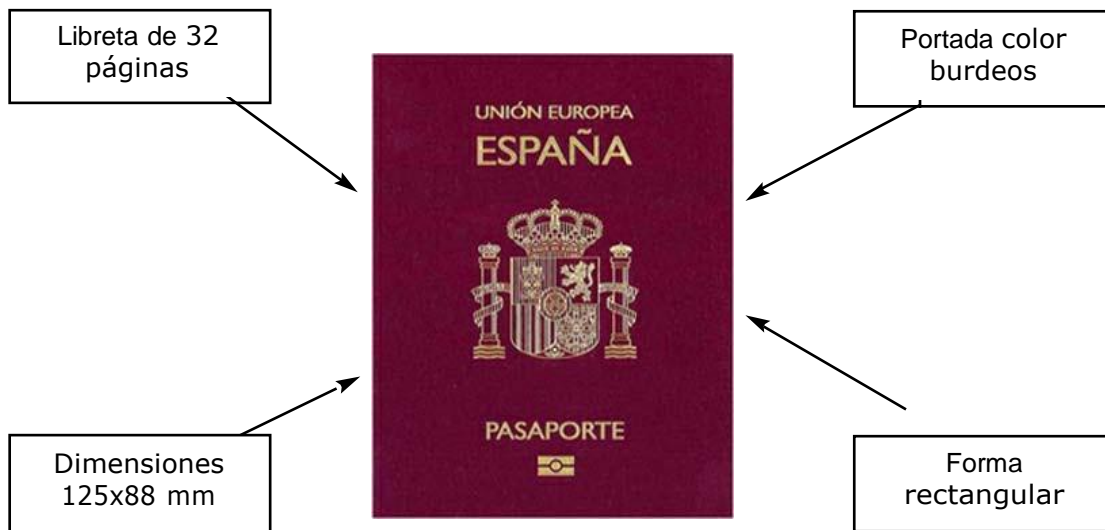 Libreta de 32
páginas
Portada color
burdeos
UNIÓN EUROPEA
ESPAÑA
PASAPORTE
Dimensiones
125x88 mm
Forma
rectangular